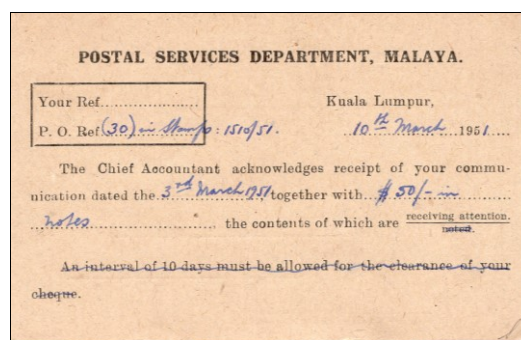 POSTAL SERVICES DEPARTMENT, MALAYA.
Your Ref.....................
Kuala Lumpur,
P. O. Ref (30) in Stamps: 1510/51.
10th March 1951
The Chief Accountant acknowledges receipt of your commu-
nication dated the 3rd March 1951 together with $50/- in
notes the contents of which are receiving attention.
noted.
An interval of 10 days must be allowed for the clearance of your
cheque.